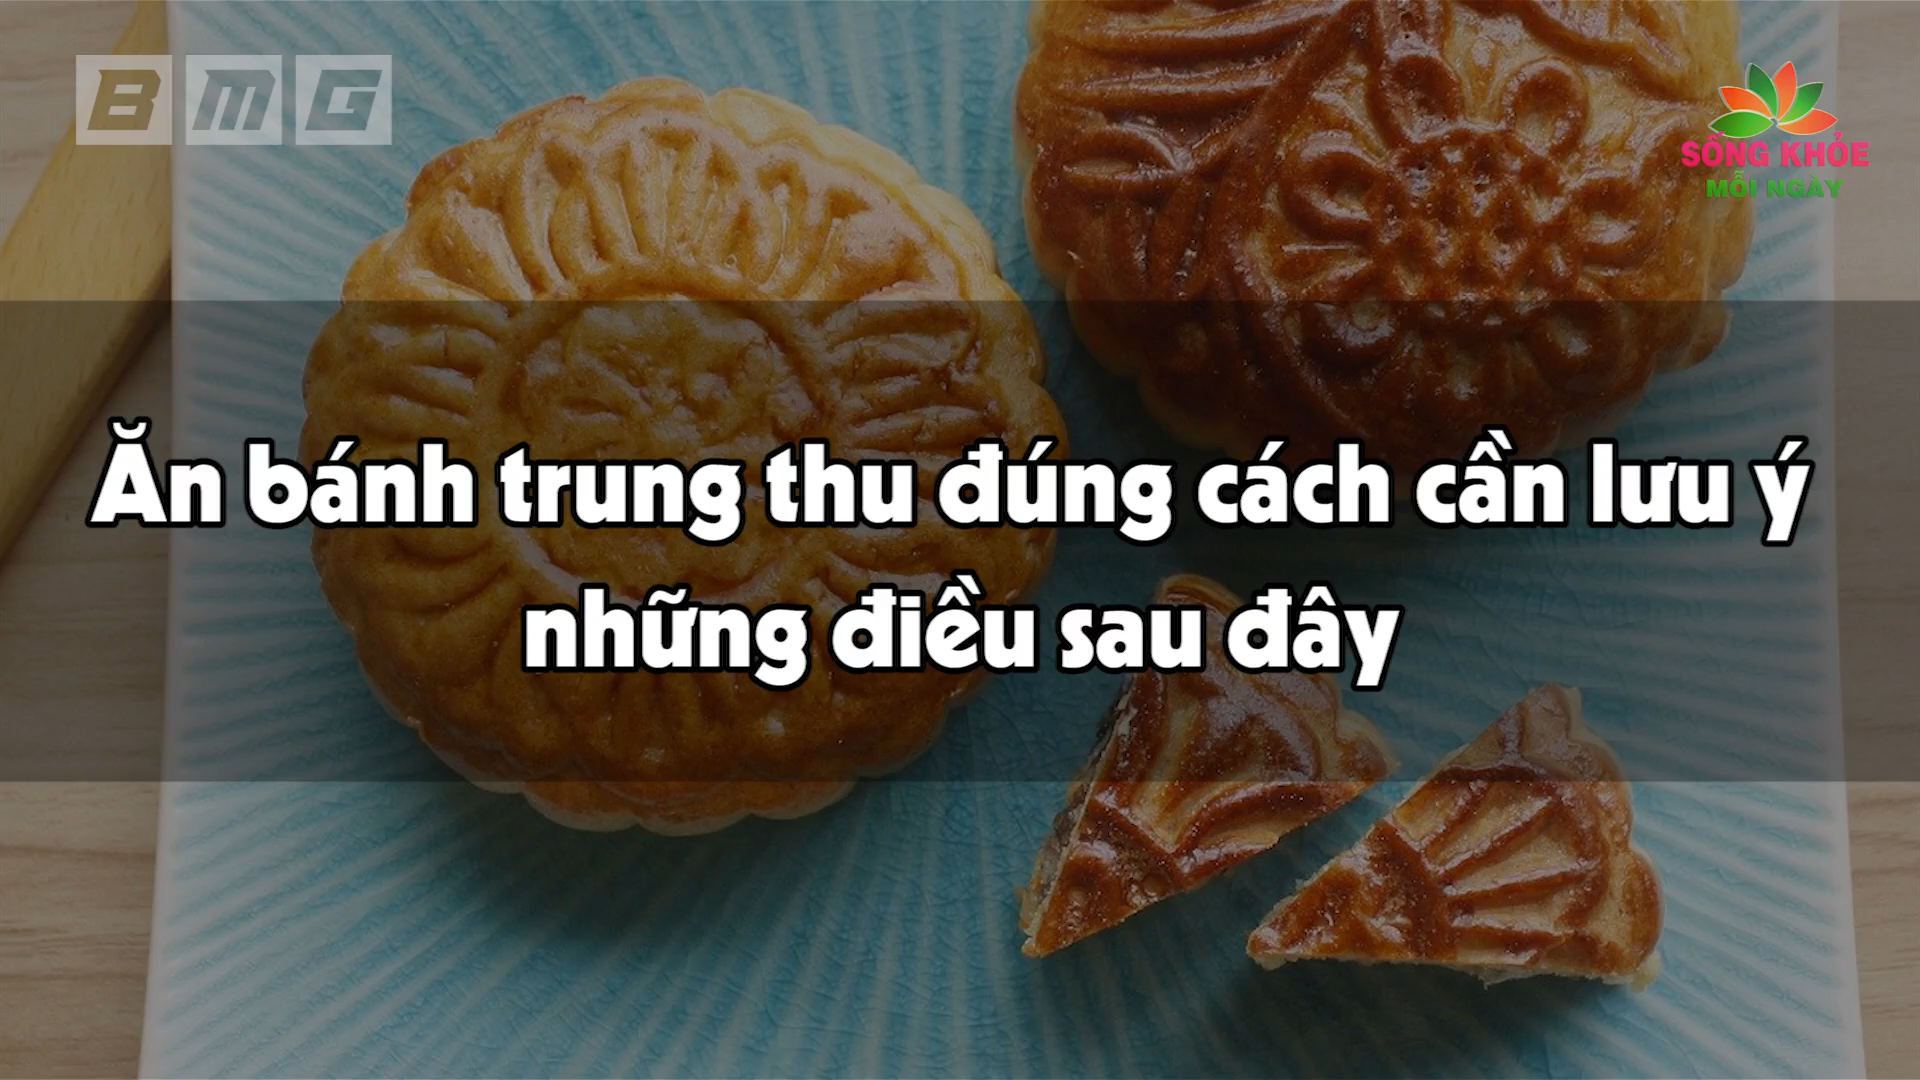 BMG
SỐNG KHỎE
MỖI NGÀY
Ăn bánh trung thu đúng cách cần lưu ý
những điều sau đây